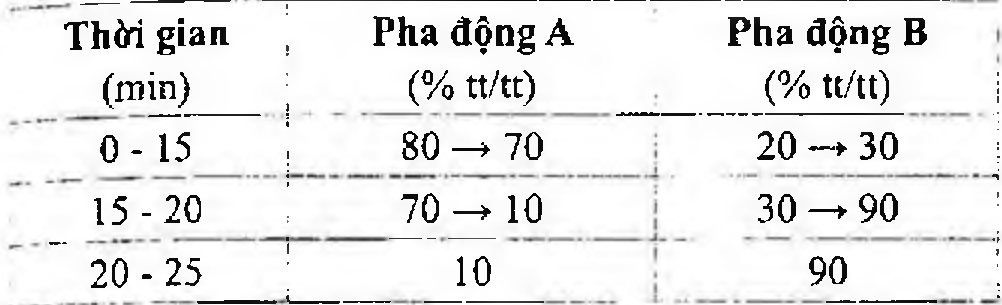 Thời gian Pha động A Pha động B
(min) (% tt/tt) (% tt/tt)
0 - 15 80 → 70 20 → 30
15 - 20 70 → 10 30 → 90
20 - 25 10 90